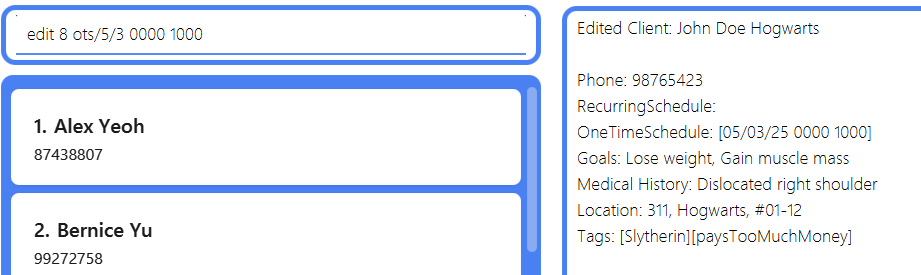 edit 8 ots/5/3 0000 1000
1. Alex Yeoh
87438807
2. Bernice Yu
99272758
Edited Client: John Doe Hogwarts
Phone: 98765423
RecurringSchedule:
OneTimeSchedule: [05/03/25 0000 1000]
Goals: Lose weight, Gain muscle mass
Medical History: Dislocated right shoulder
Location: 311, Hogwarts, #01-12
Tags: [Slytherin][paysTooMuchMoney]